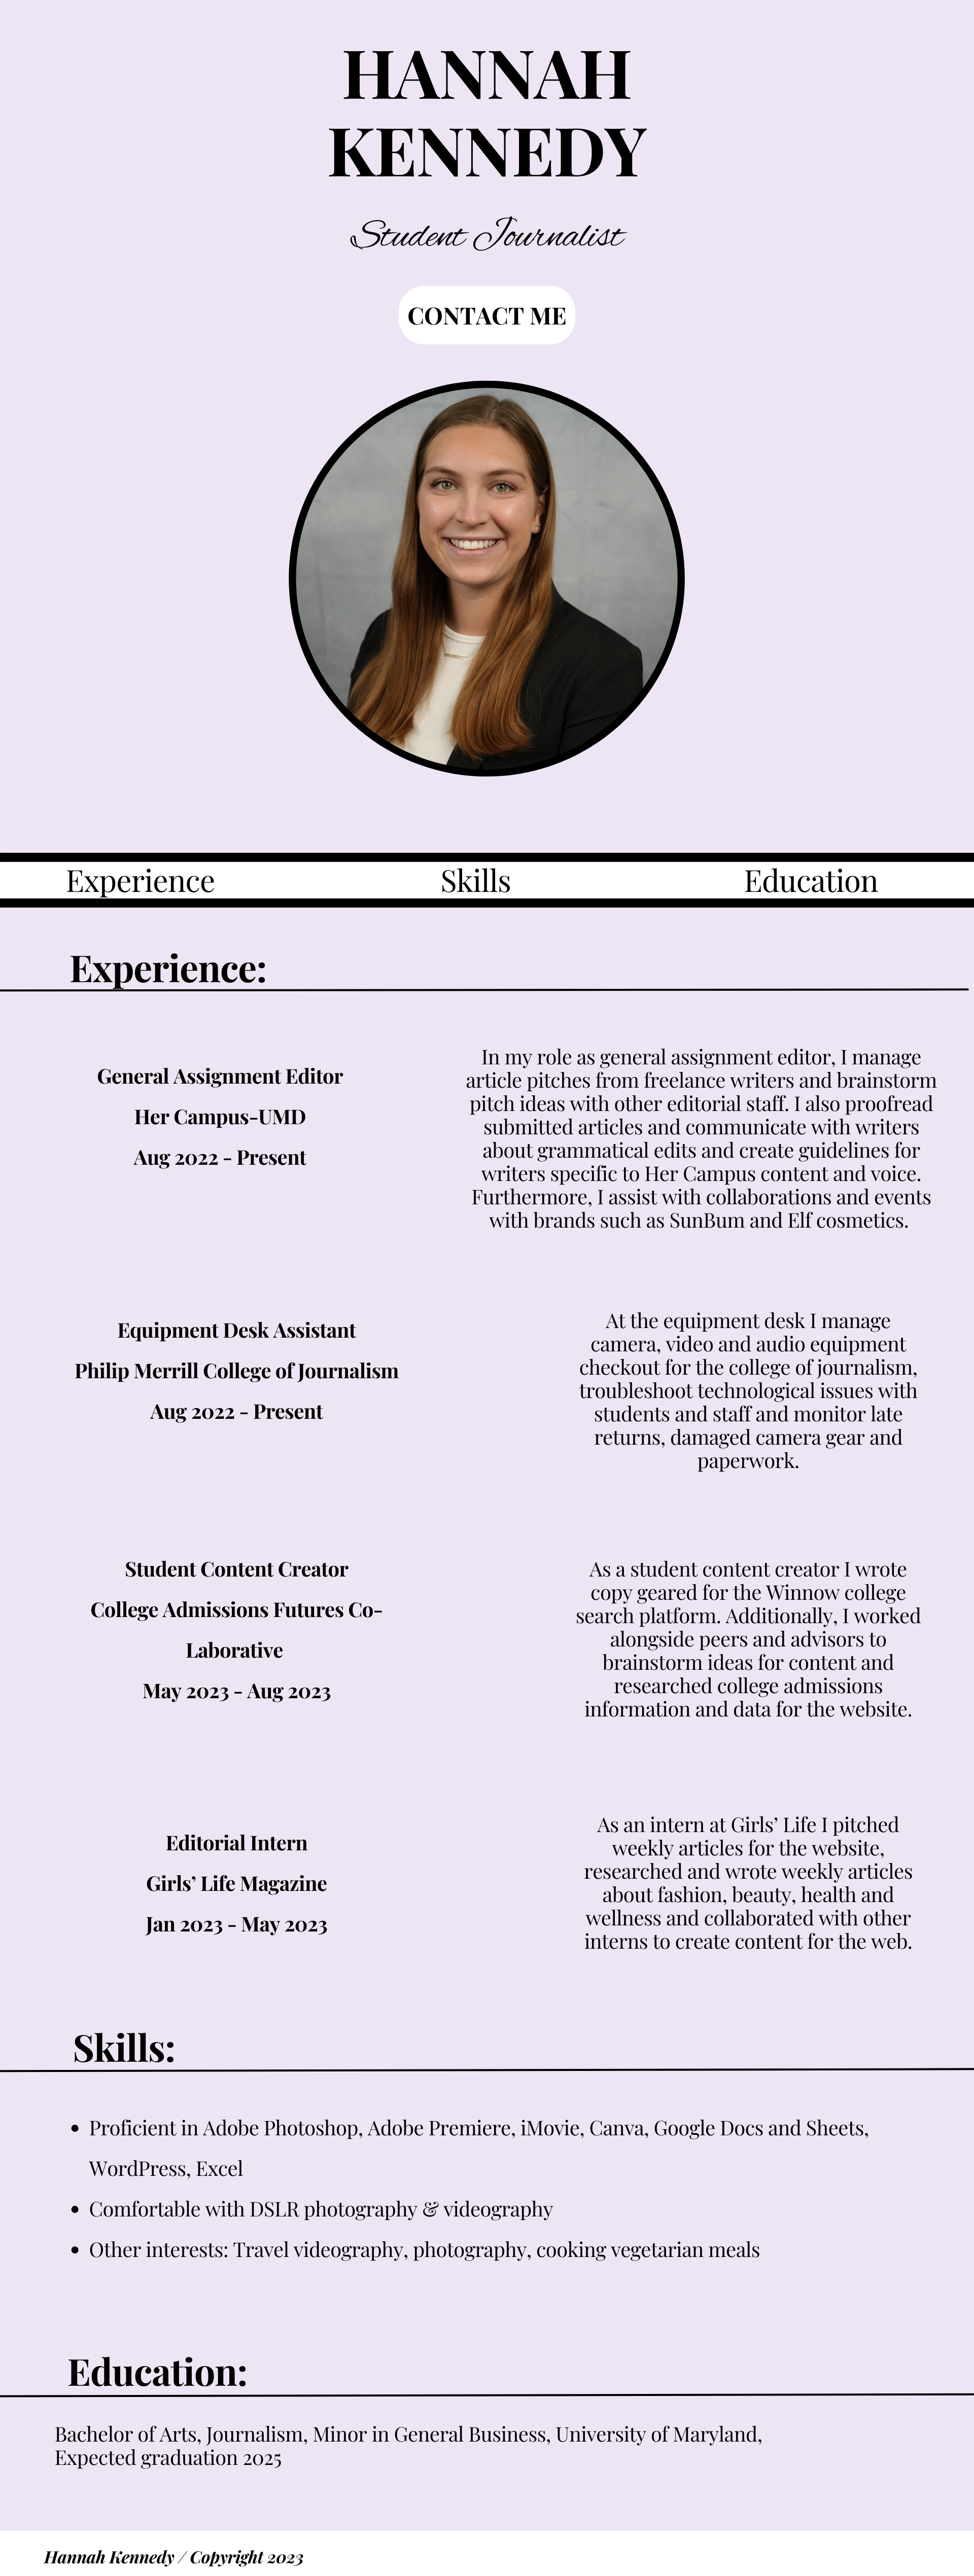 HANNAH
KENNEDY
Student Journalist
CONTACT ME
Experience
Skills
Education
Experience:
General Assignment Editor
Her Campus-UMD
Aug 2022 - Present
In my role as general assignment editor, I manage
article pitches from freelance writers and brainstorm
pitch ideas with other editorial staff. I also proofread
submitted articles and communicate with writers
about grammatical edits and create guidelines for
writers specific to Her Campus content and voice.
Furthermore, I assist with collaborations and events
with brands such as SunBum and Elf cosmetics.
Equipment Desk Assistant
Philip Merrill College of Journalism
Aug 2022 - Present
At the equipment desk I manage
camera, video and audio equipment
checkout for the college of journalism,
troubleshoot technological issues with
students and staff and monitor late
returns, damaged camera gear and
paperwork.
Student Content Creator
College Admissions Futures Co-
Laborative
May 2023 - Aug 2023
As a student content creator I wrote
copy geared for the Winnow college
search platform. Additionally, I worked
alongside peers and advisors to
brainstorm ideas for content and
researched college admissions
information and data for the website.
Editorial Intern
Girls’ Life Magazine
Jan 2023 - May 2023
As an intern at Girls’ Life I pitched
weekly articles for the website,
researched and wrote weekly articles
about fashion, beauty, health and
wellness and collaborated with other
interns to create content for the web.
Skills:
• Proficient in Adobe Photoshop, Adobe Premiere, iMovie, Canva, Google Docs and Sheets,
WordPress, Excel
• Comfortable with DSLR photography & videography
• Other interests: Travel videography, photography, cooking vegetarian meals
Education:
Bachelor of Arts, Journalism, Minor in General Business, University of Maryland,
Expected graduation 2025
Hannah Kennedy / Copyright 2023